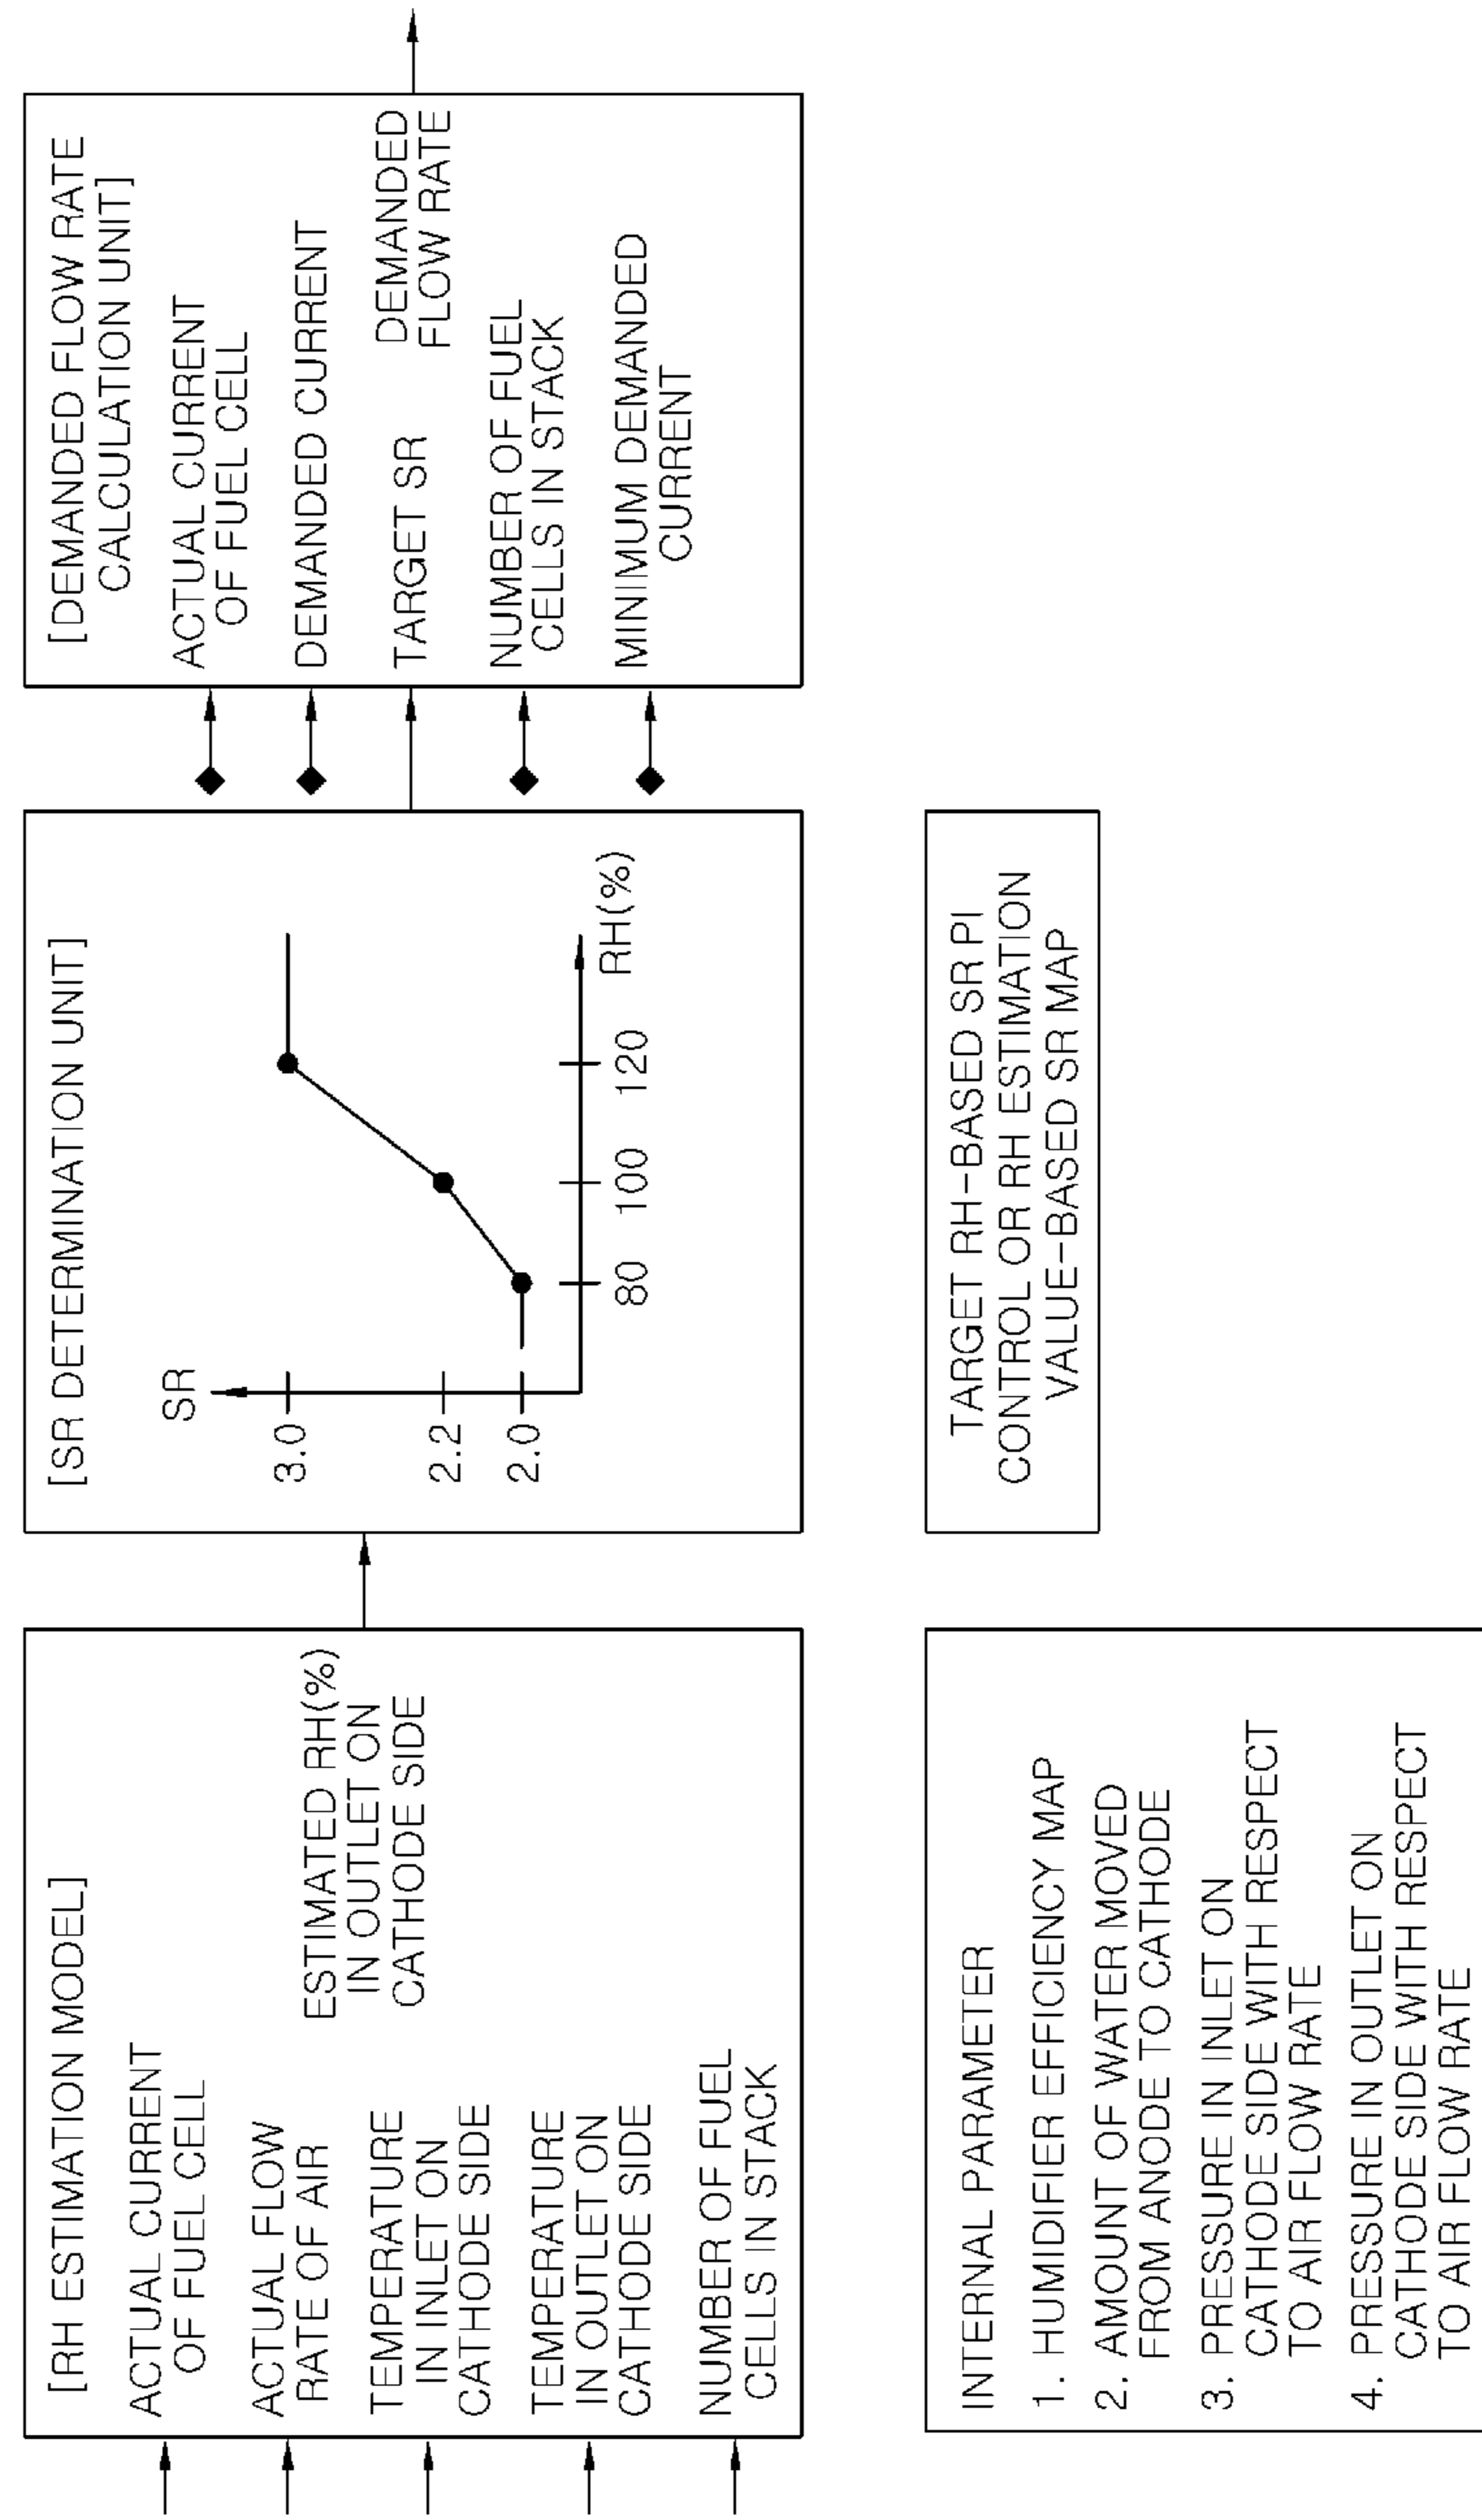 [RH ESTIMATION MODEL]
ACTUAL CURRENT
OF FUEL CELL
ACTUAL FLOW
RATE OF AIR
TEMPERATURE
IN INLET ON
CATHODE SIDE
TEMPERATURE
IN OUTLET ON
CATHODE SIDE
NUMBER OF FUEL
CELLS IN STACK
ESTIMATED RH(%)
IN OUTLET ON
CATHODE SIDE
[SR DETERMINATION UNIT]
SR
3.0
2.2
2.0
80
100
120
RH(%)
[DEMANDED FLOW RATE
CALCULATION UNIT]
ACTUAL CURRENT
OF FUEL CELL
DEMANDED CURRENT
TARGET SR
NUMBER OF FUEL
CELLS IN STACK
MINIMUM DEMANDED
CURRENT
DEMANDED
FLOW RATE
INTERNAL PARAMETER
1. HUMIDIFIER EFFICIENCY MAP
2. AMOUNT OF WATER MOVED
FROM ANODE TO CATHODE
3. PRESSURE IN INLET ON
CATHODE SIDE WITH RESPECT
TO AIR FLOW RATE
4. PRESSURE IN OUTLET ON
CATHODE SIDE WITH RESPECT
TO AIR FLOW RATE
TARGET RH-BASED SR PI
CONTROL OR RH ESTIMATION
VALUE-BASED SR MAP